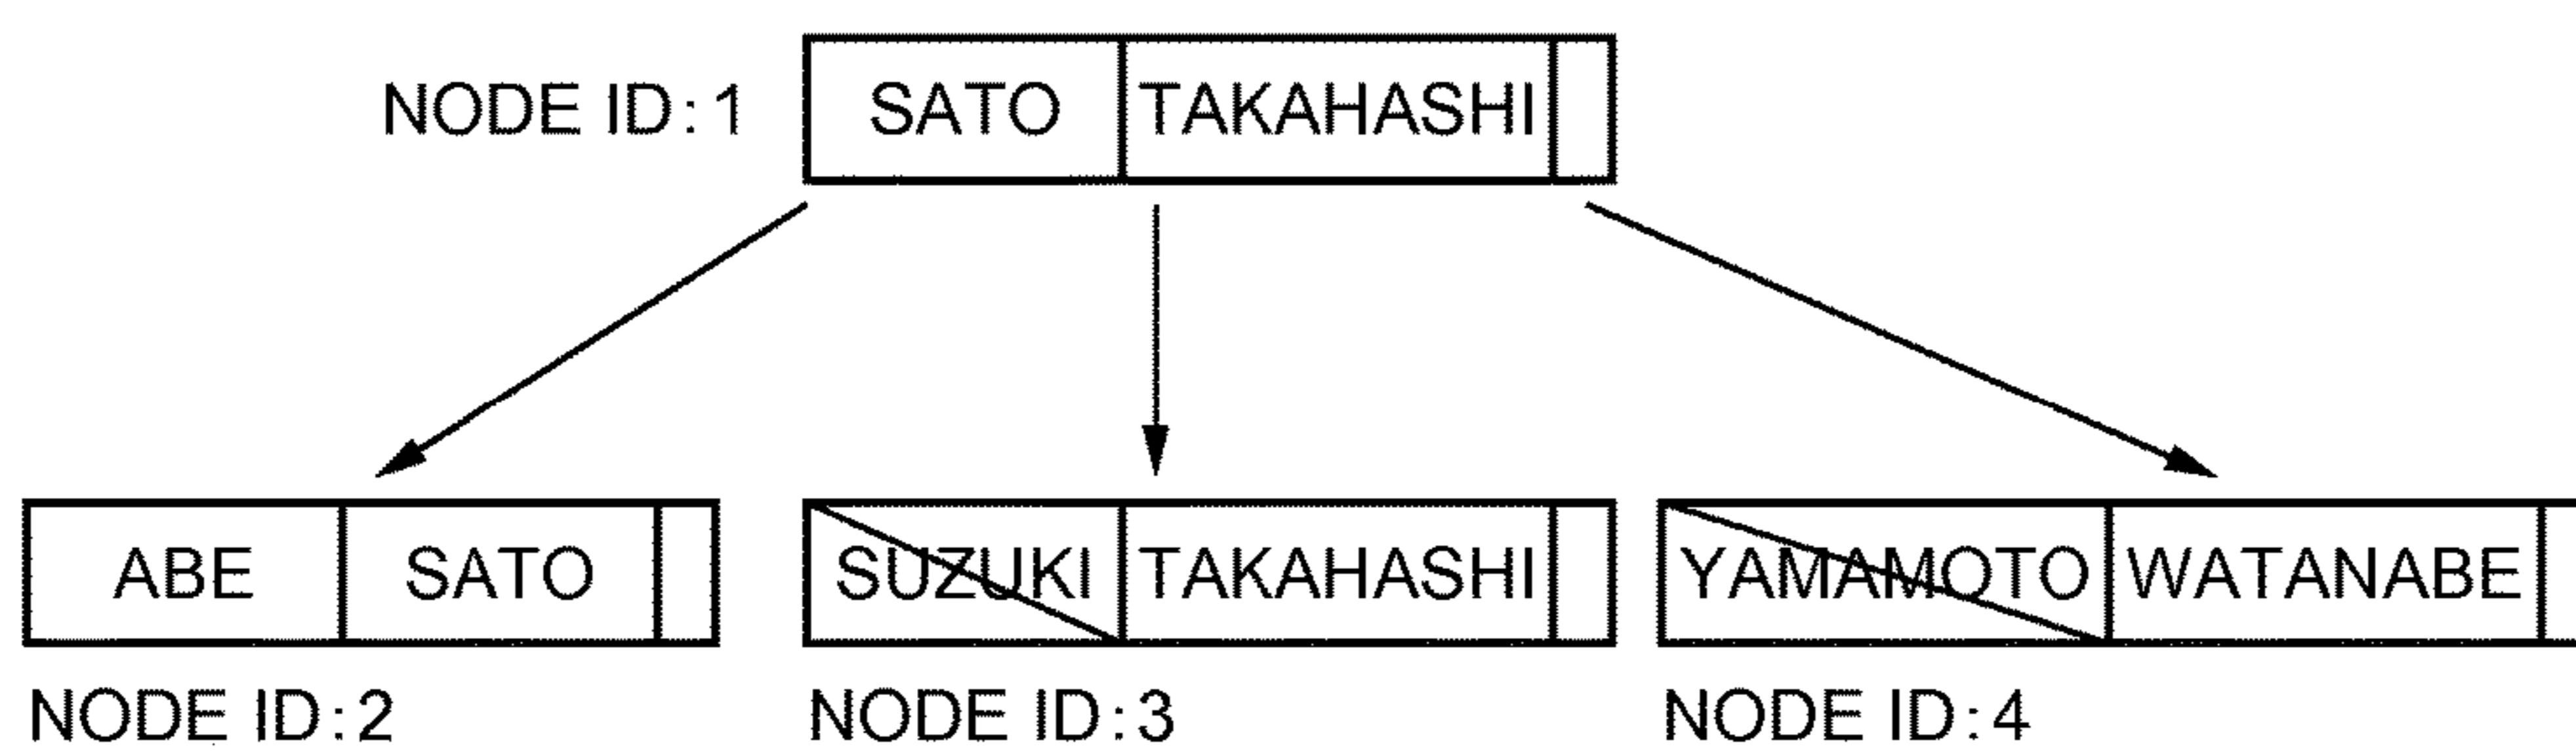 NODE ID:1 SATO TAKAHASHI
ABE SATO SUZUKI TAKAHASHI YAMAMOTO WATANABE
NODE ID:2 NODE ID:3 NODE ID:4